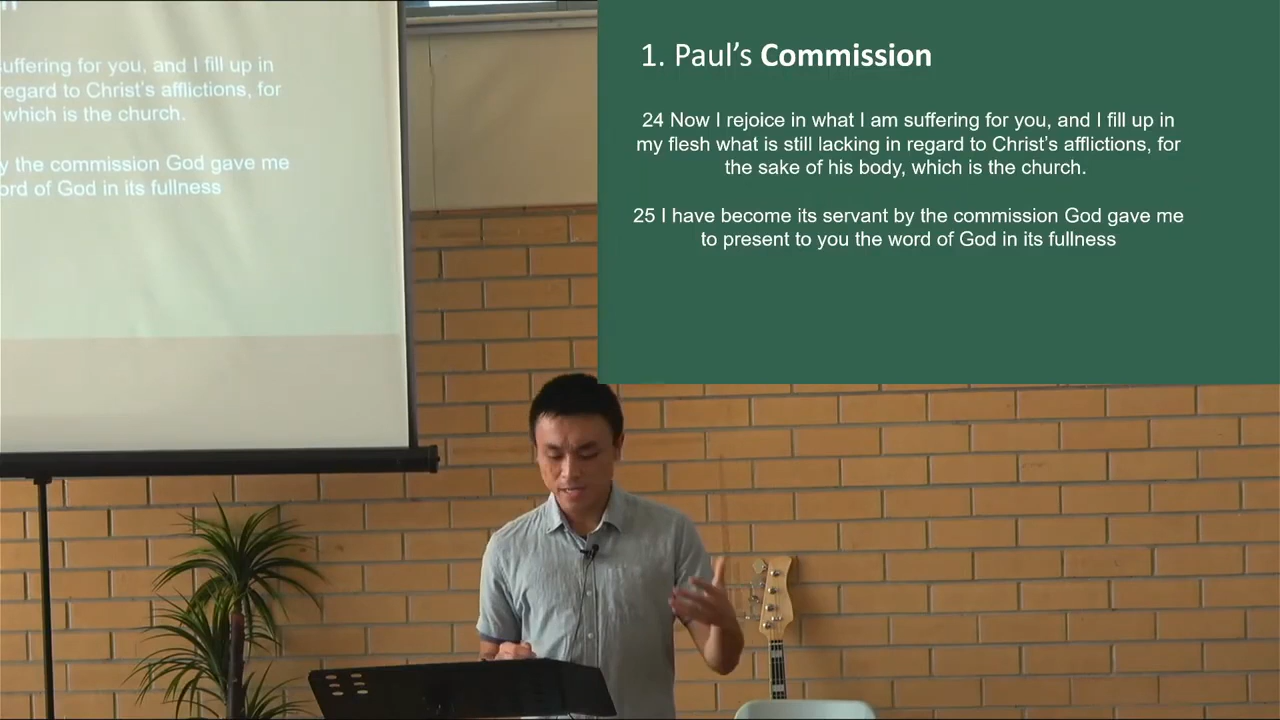 uffering for you, and I fill up in
regard to Christ's afflictions, for
which is the church.
y the commission God gave me
ord of God in its fullness
1. Paul's Commission
24 Now I rejoice in what I am suffering for you, and I fill up in
my flesh what is still lacking in regard to Christ's afflictions, for
the sake of his body, which is the church.
25 I have become its servant by the commission God gave me
to present to you the word of God in its fullness